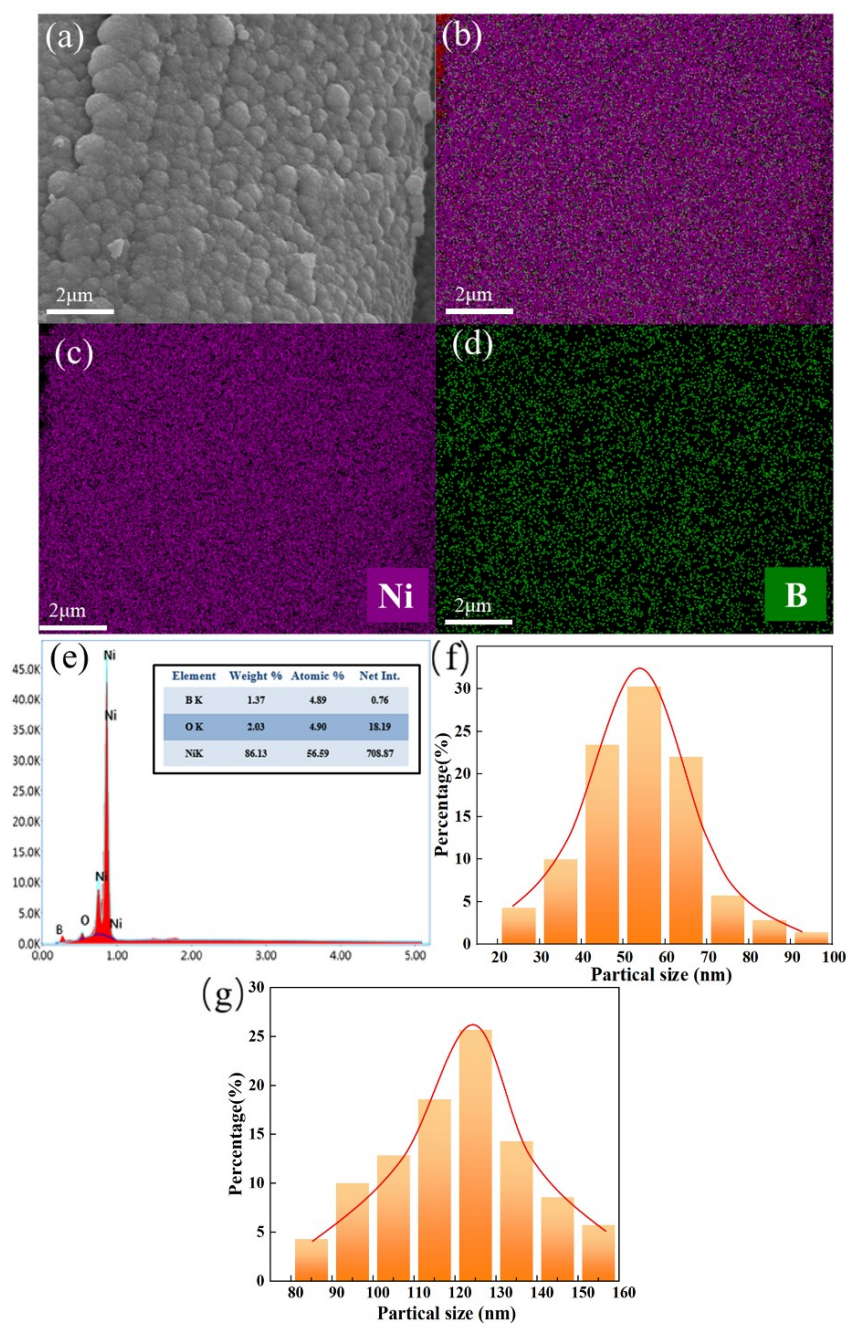 (a)
(b)
2μm
2μm
(c)
(d)
Ni
B
2μm
2μm
(e)
Ni
45.0K
40.0K
35.0K
30.0K
25.0K
20.0K
15.0K
10.0K
5.0K
0.0K
Ni
Ni
Ni
B
O
0.00 1.00 2.00 3.00 4.00 5.00
Element Weight % Atomic % Net Int.
B K 1.37 4.89 0.76
O K 2.03 4.90 18.19
NiK 86.13 56.59 708.87
(f)
Percentage(%)
30
25
20
15
10
5
0
20 30 40 50 60 70 80 90 100
Partical size (nm)
(g)
Percentage(%)
30
25
20
15
10
5
0
80 90 100 110 120 130 140 150 160
Partical size (nm)